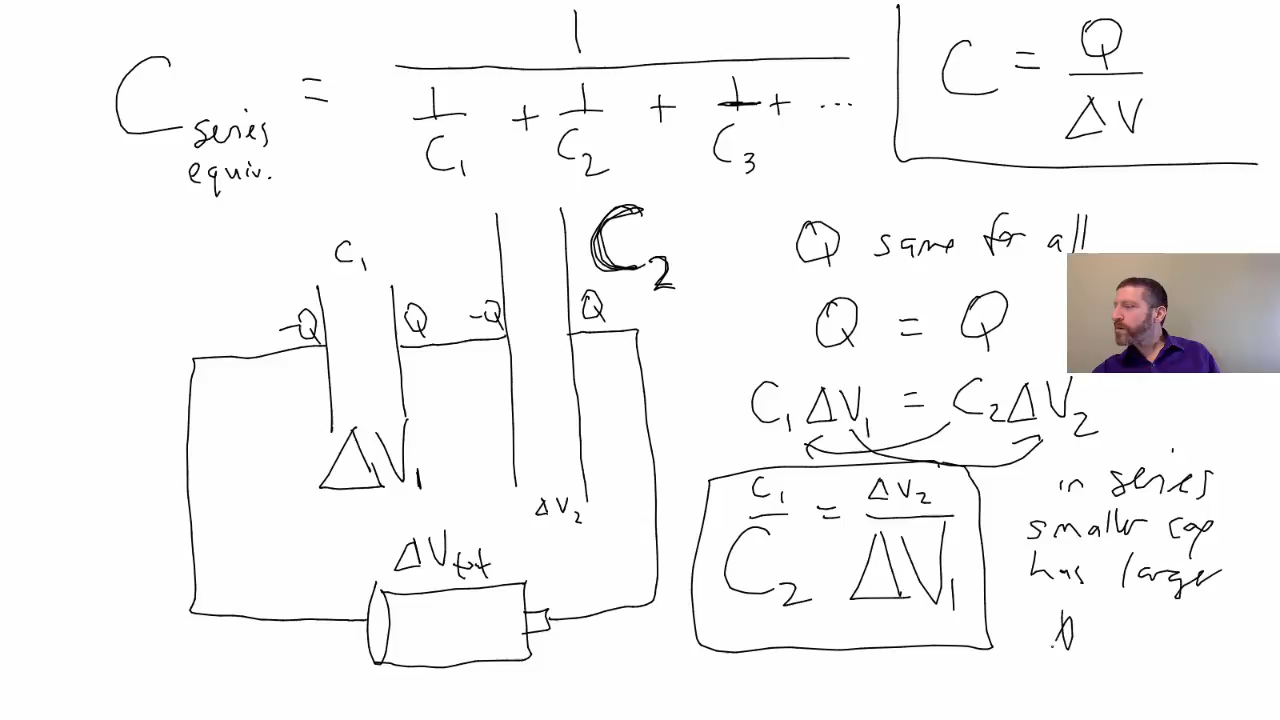 C series equiv. = 1 / (1/C₁ + 1/C₂ + 1/C₃ + ...)
C = Q / ΔV
C₁
C₂
-Q Q -Q Q
ΔV₁
ΔV₂
ΔVtot
Q same for all
Q = Q
C₁ΔV₁ = C₂ΔV₂
C₁/C₂ = ΔV₂/ΔV₁
in series
smaller cap
has larger